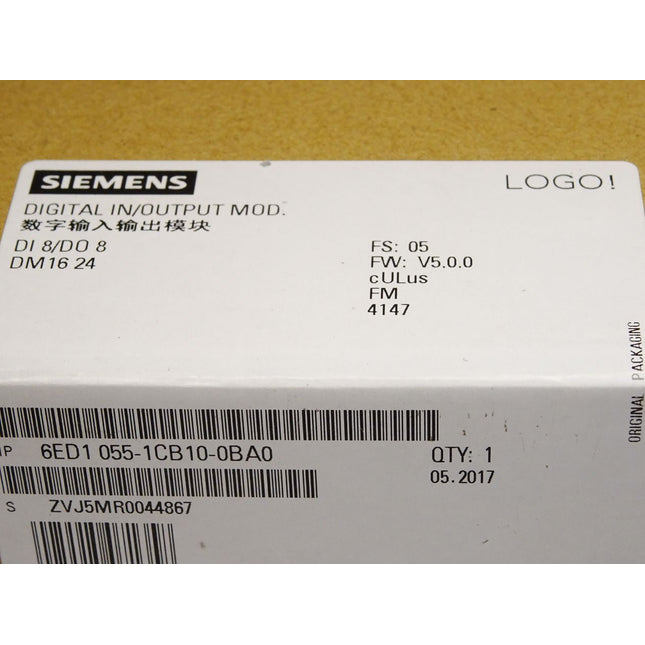 SIEMENS
LOGO!
DIGITAL IN/OUTPUT MOD.
数字输入输出模块
DI 8/DO 8
DM16 24
FS: 05
FW: V5.0.0
cULus
FM
4147
ORIGINAL PACKAGING
1P 6ED1 055-1CB10-0BA0
QTY: 1
05.2017
S ZVJ5MR0044867